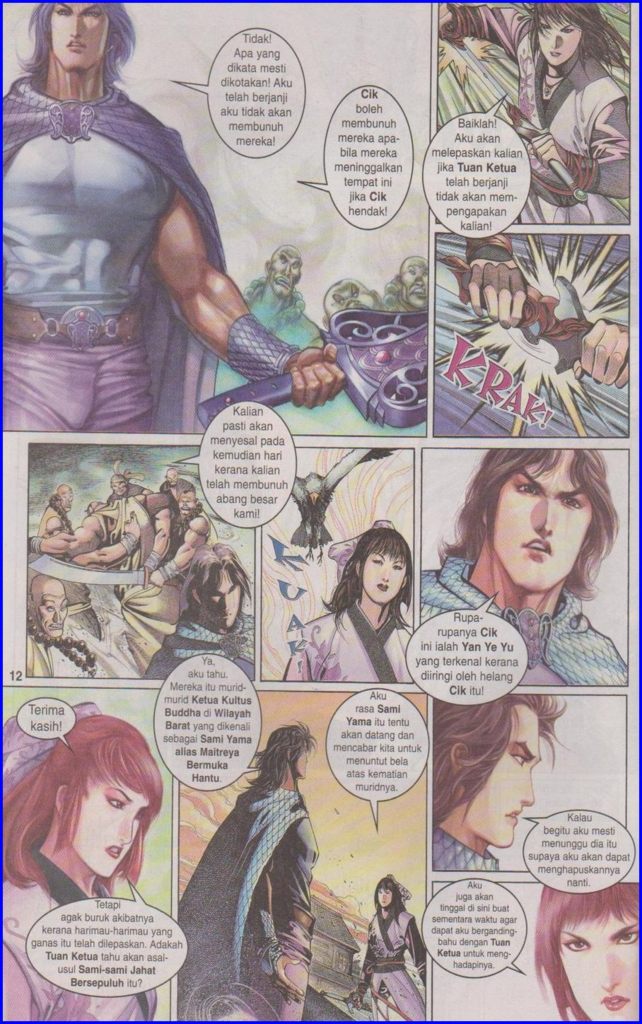 Tidak!
Apa yang
dikata mesti
dikotakan! Aku
telah berjanji
aku tidak akan
membunuh
mereka!
Cik
boleh
membunuh
mereka apa-
bila mereka
meninggalkan
tempat ini
jika Cik
hendak!
Baiklah!
Aku akan
melepaskan kalian
jika Tuan Ketua
telah berjanji
tidak akan mem-
pengapakan
kalian!
KRAK!
Kalian
pasti akan
menyesal pada
kemudian hari
kerana kalian
telah membunuh
abang besar
kami!
KUAK!
Rupa-
rupanya Cik
ini ialah Yan Ye Yu
yang terkenal kerana
diiringi oleh helang
Cik itu!
12
Terima
kasih!
Tetapi
agak buruk akibatnya
kerana harimau-harimau yang
ganas itu telah dilepaskan. Adakah
Tuan Ketua tahu akan asal-
usul Sami-sami Jahat
Bersepuluh itu?
Ya,
aku tahu.
Mereka itu murid-
murid Ketua Kultus
Buddha di Wilayah
Barat yang dikenali
sebagai Sami Yama
alias Maitreya
Bermuka
Hantu.
Aku
rasa Sami
Yama itu tentu
akan datang dan
mencabar kita untuk
menuntut bela
atas kematian
muridnya.
Kalau
begitu aku mesti
menunggu dia itu
supaya aku akan dapat
menghapuskannya
nanti.
Aku
juga akan
tinggal di sini buat
sementara waktu agar
dapat aku berganding-
bahu dengan Tuan
Ketua untuk meng-
hadapinya.